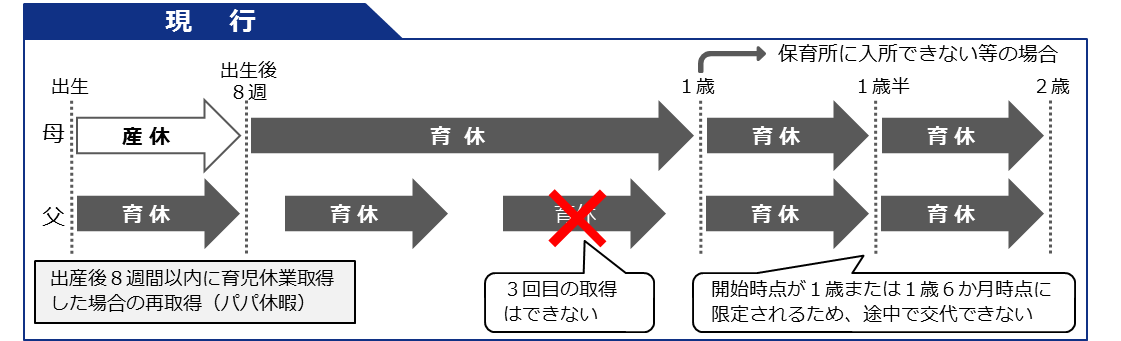 現 行
保育所に入所できない等の場合
出生
出生後
８週
１歳
１歳半
２歳
母
産休
育休
育休
育休
父
育休
育休
育休
育休
育休
出産後８週間以内に育児休業取得
した場合の再取得（パパ休暇）
３回目の取得
はできない
開始時点が１歳または１歳６か月時点に
限定されるため、途中で交代できない